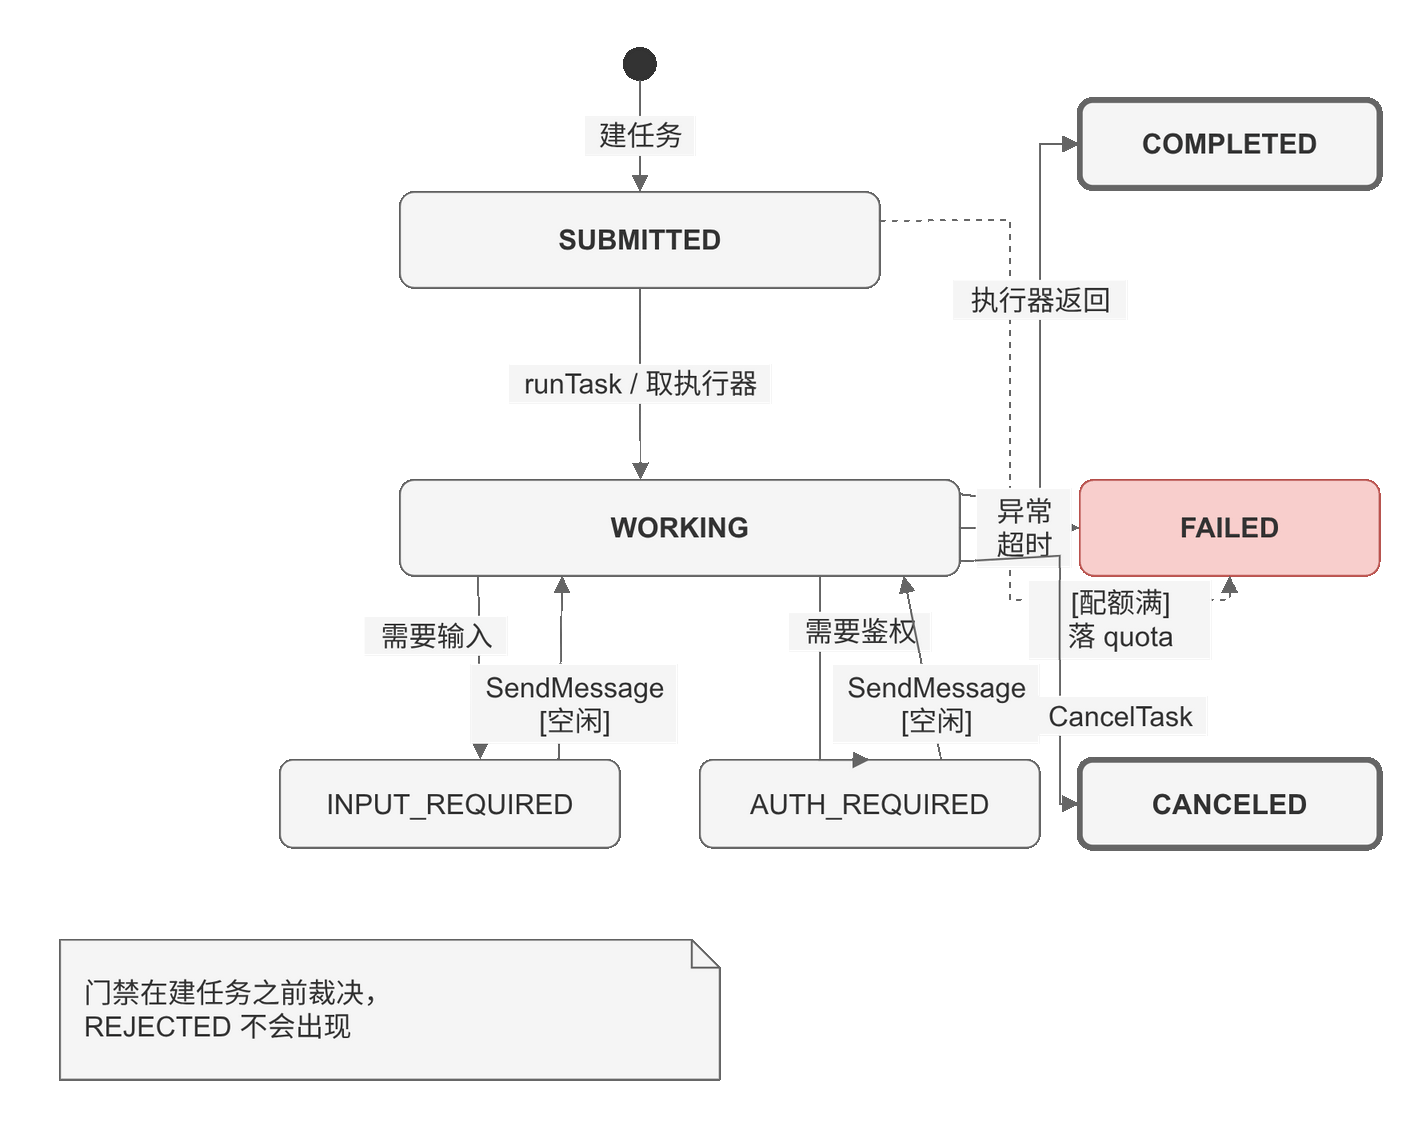 建任务
COMPLETED
SUBMITTED
执行器返回
runTask / 取执行器
WORKING
异常
超时
FAILED
需要输入
需要鉴权
[配额满]
落 quota
SendMessage
[空闲]
SendMessage
[空闲]
CancelTask
INPUT_REQUIRED
AUTH_REQUIRED
CANCELED
门禁在建任务之前裁决，
REJECTED 不会出现